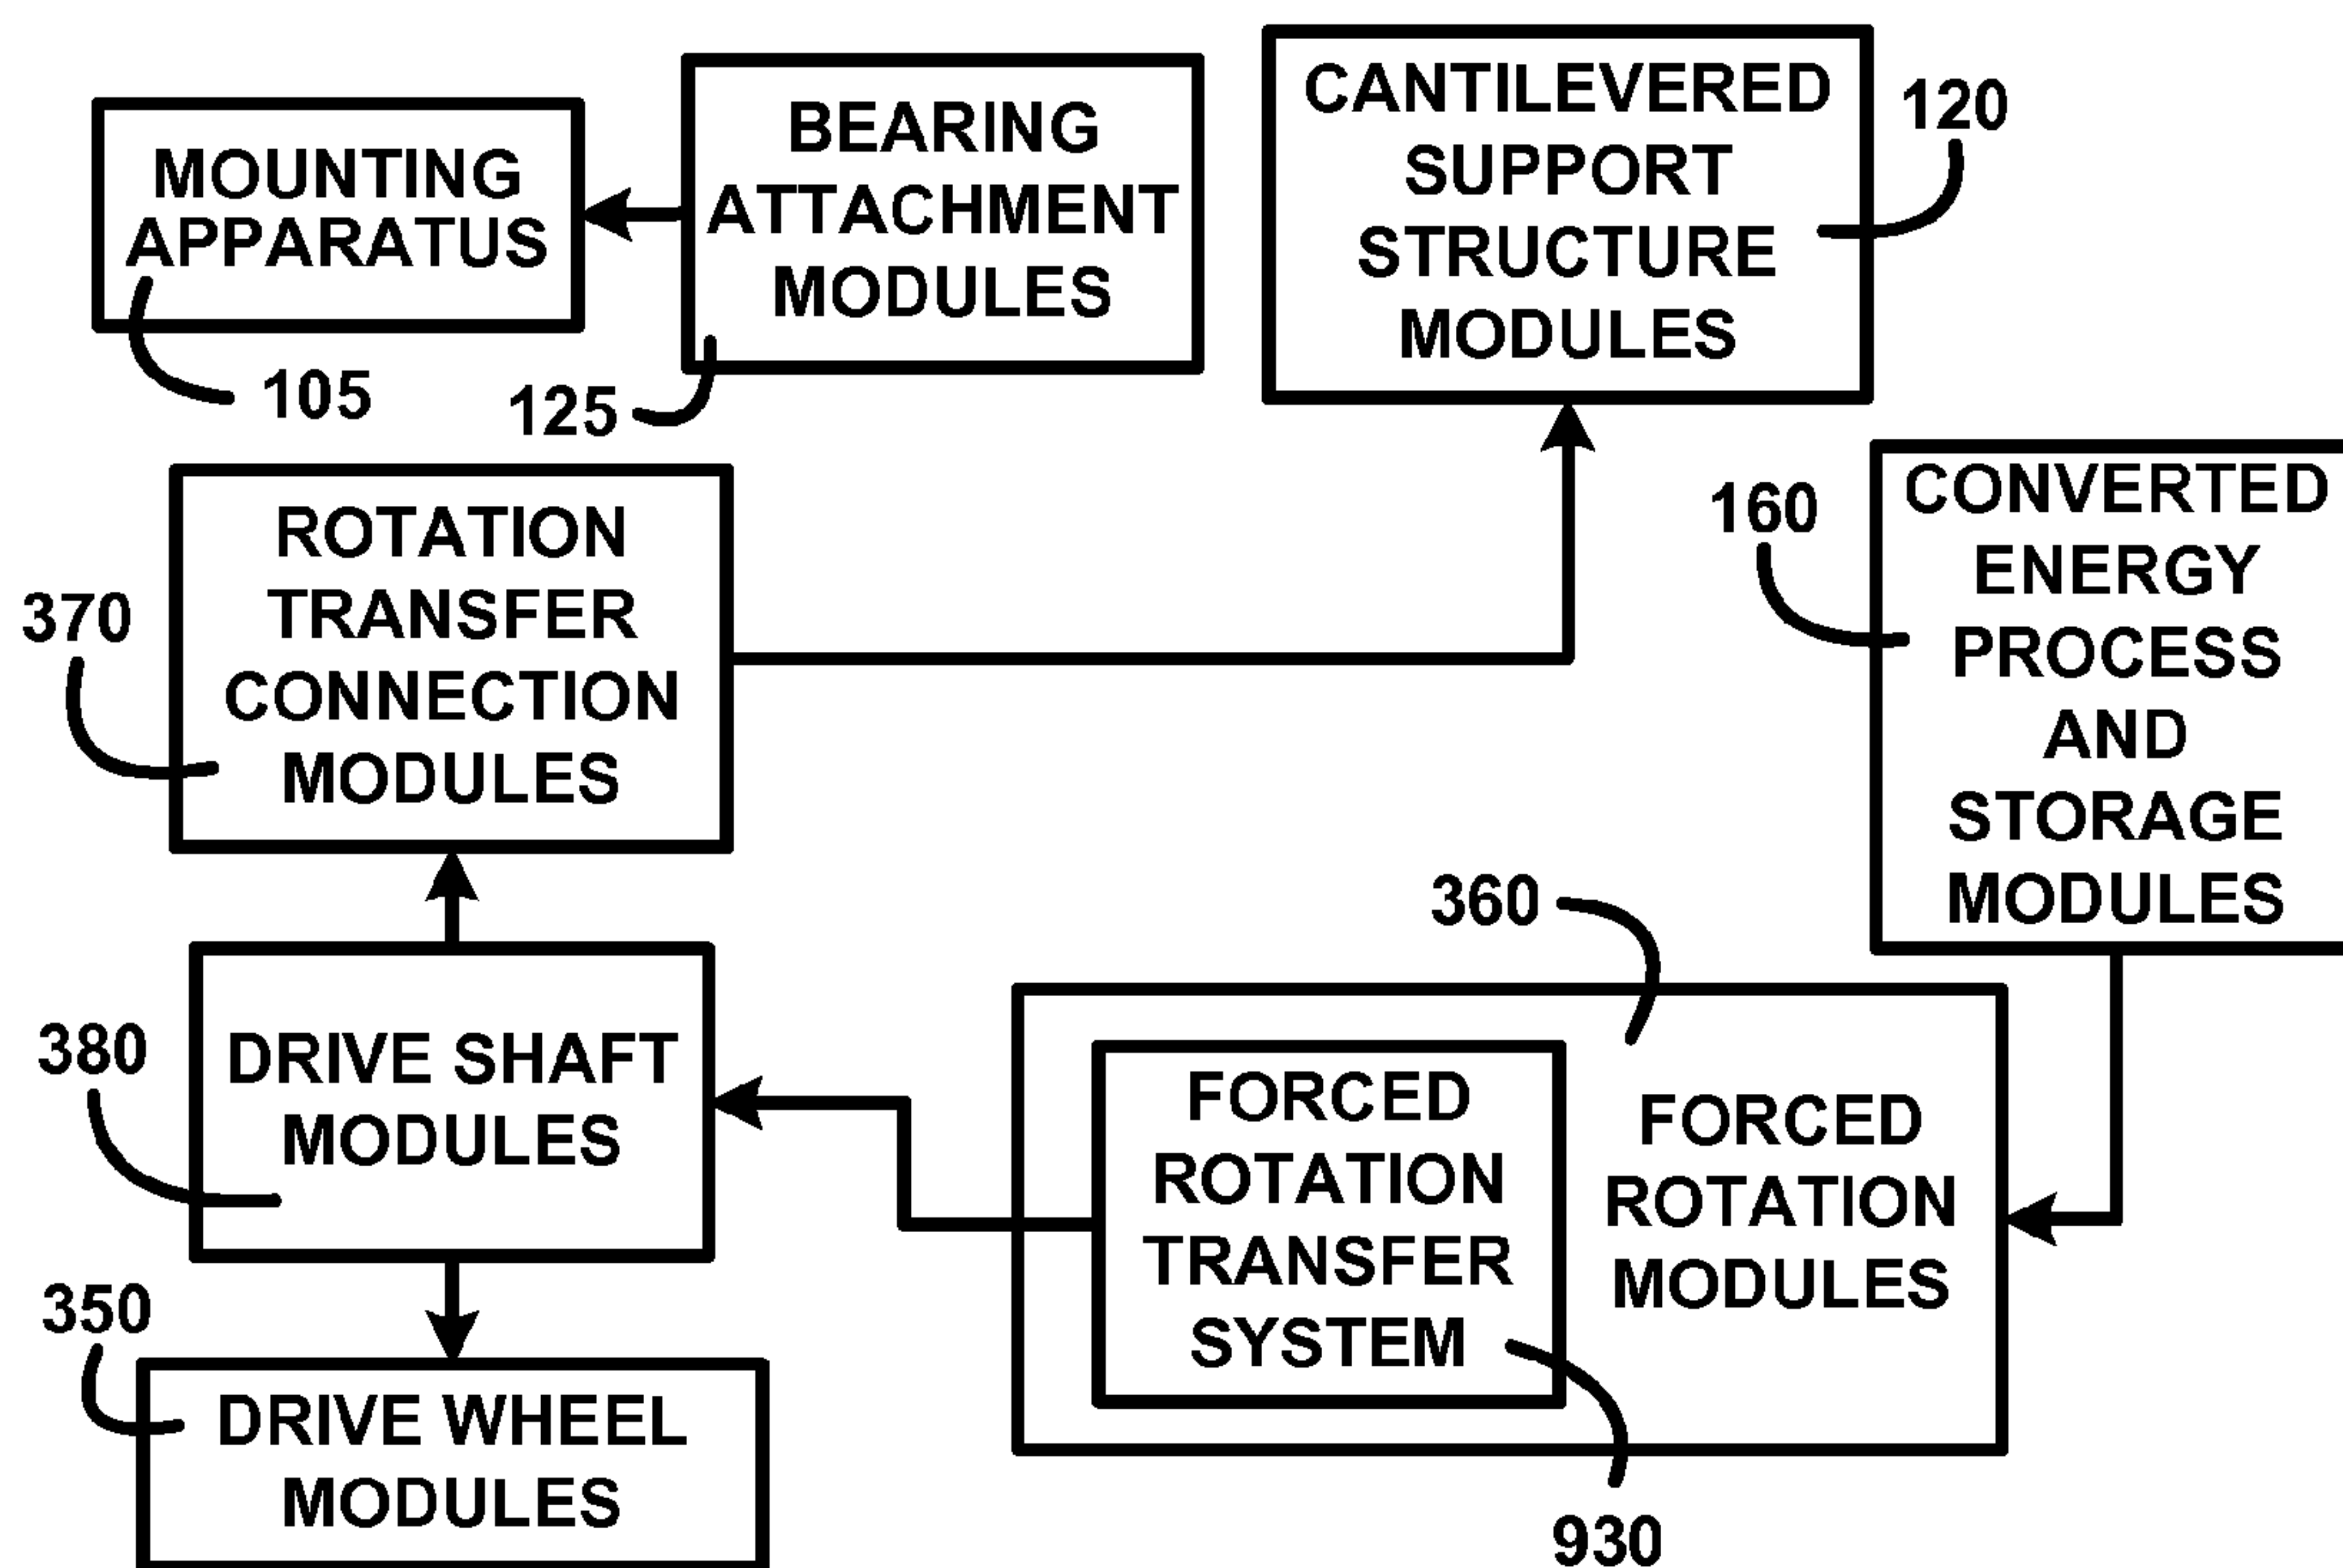 MOUNTING
APPARATUS
105
BEARING
ATTACHMENT
MODULES
125
CANTILEVERED
SUPPORT
STRUCTURE
MODULES
120
ROTATION
TRANSFER
CONNECTION
MODULES
370
160
CONVERTED
ENERGY
PROCESS
AND
STORAGE
MODULES
380
DRIVE SHAFT
MODULES
360
FORCED
ROTATION
TRANSFER
SYSTEM
FORCED
ROTATION
MODULES
350
DRIVE WHEEL
MODULES
930